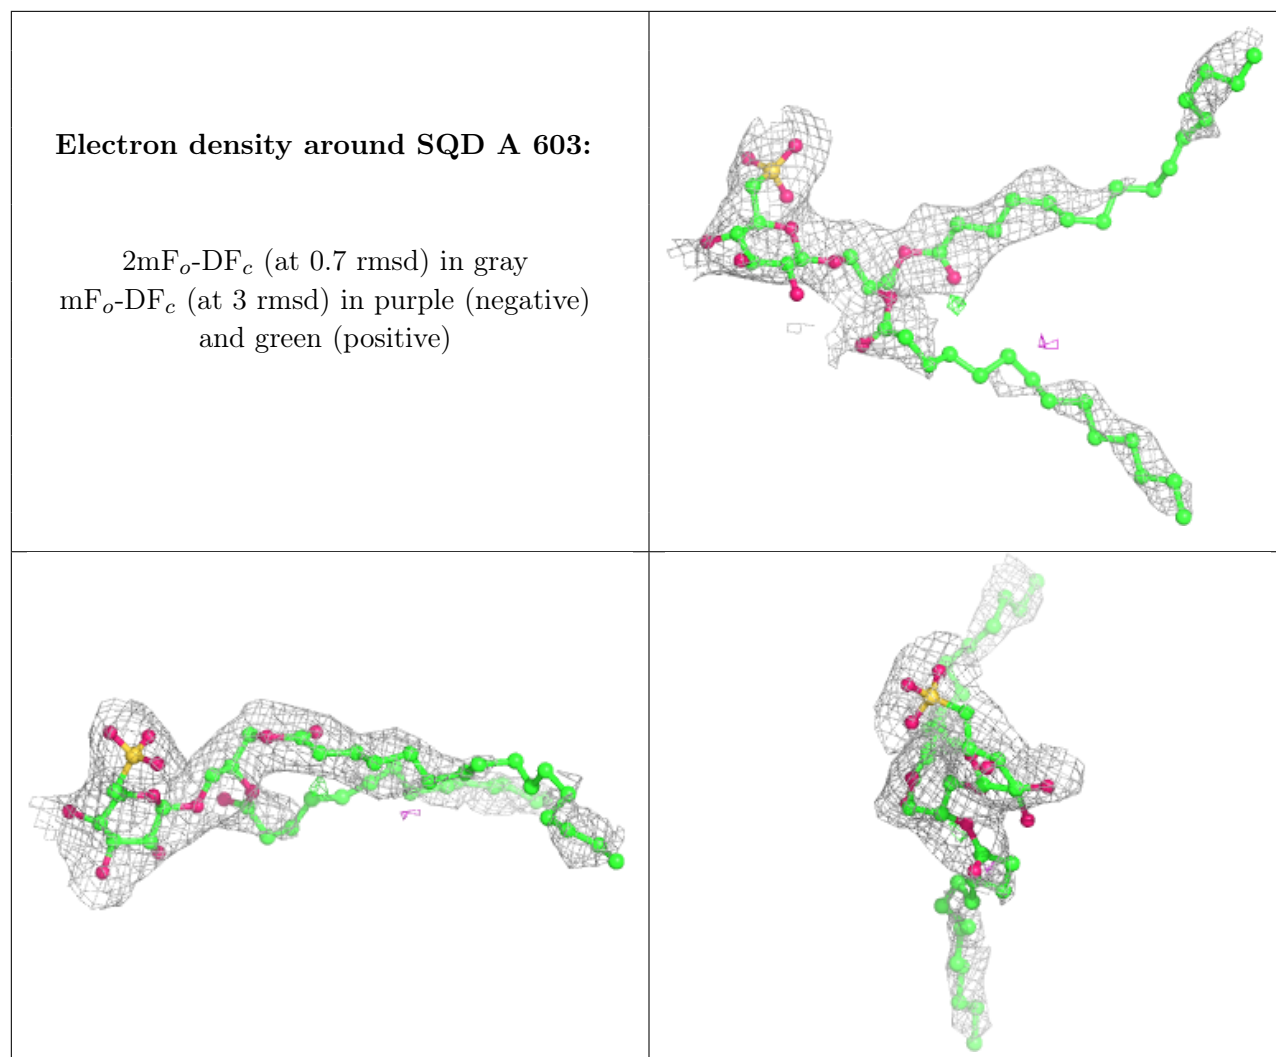 Electron density around SQD A 603:
2mFo-DFc (at 0.7 rmsd) in gray
mFo-DFc (at 3 rmsd) in purple (negative)
and green (positive)